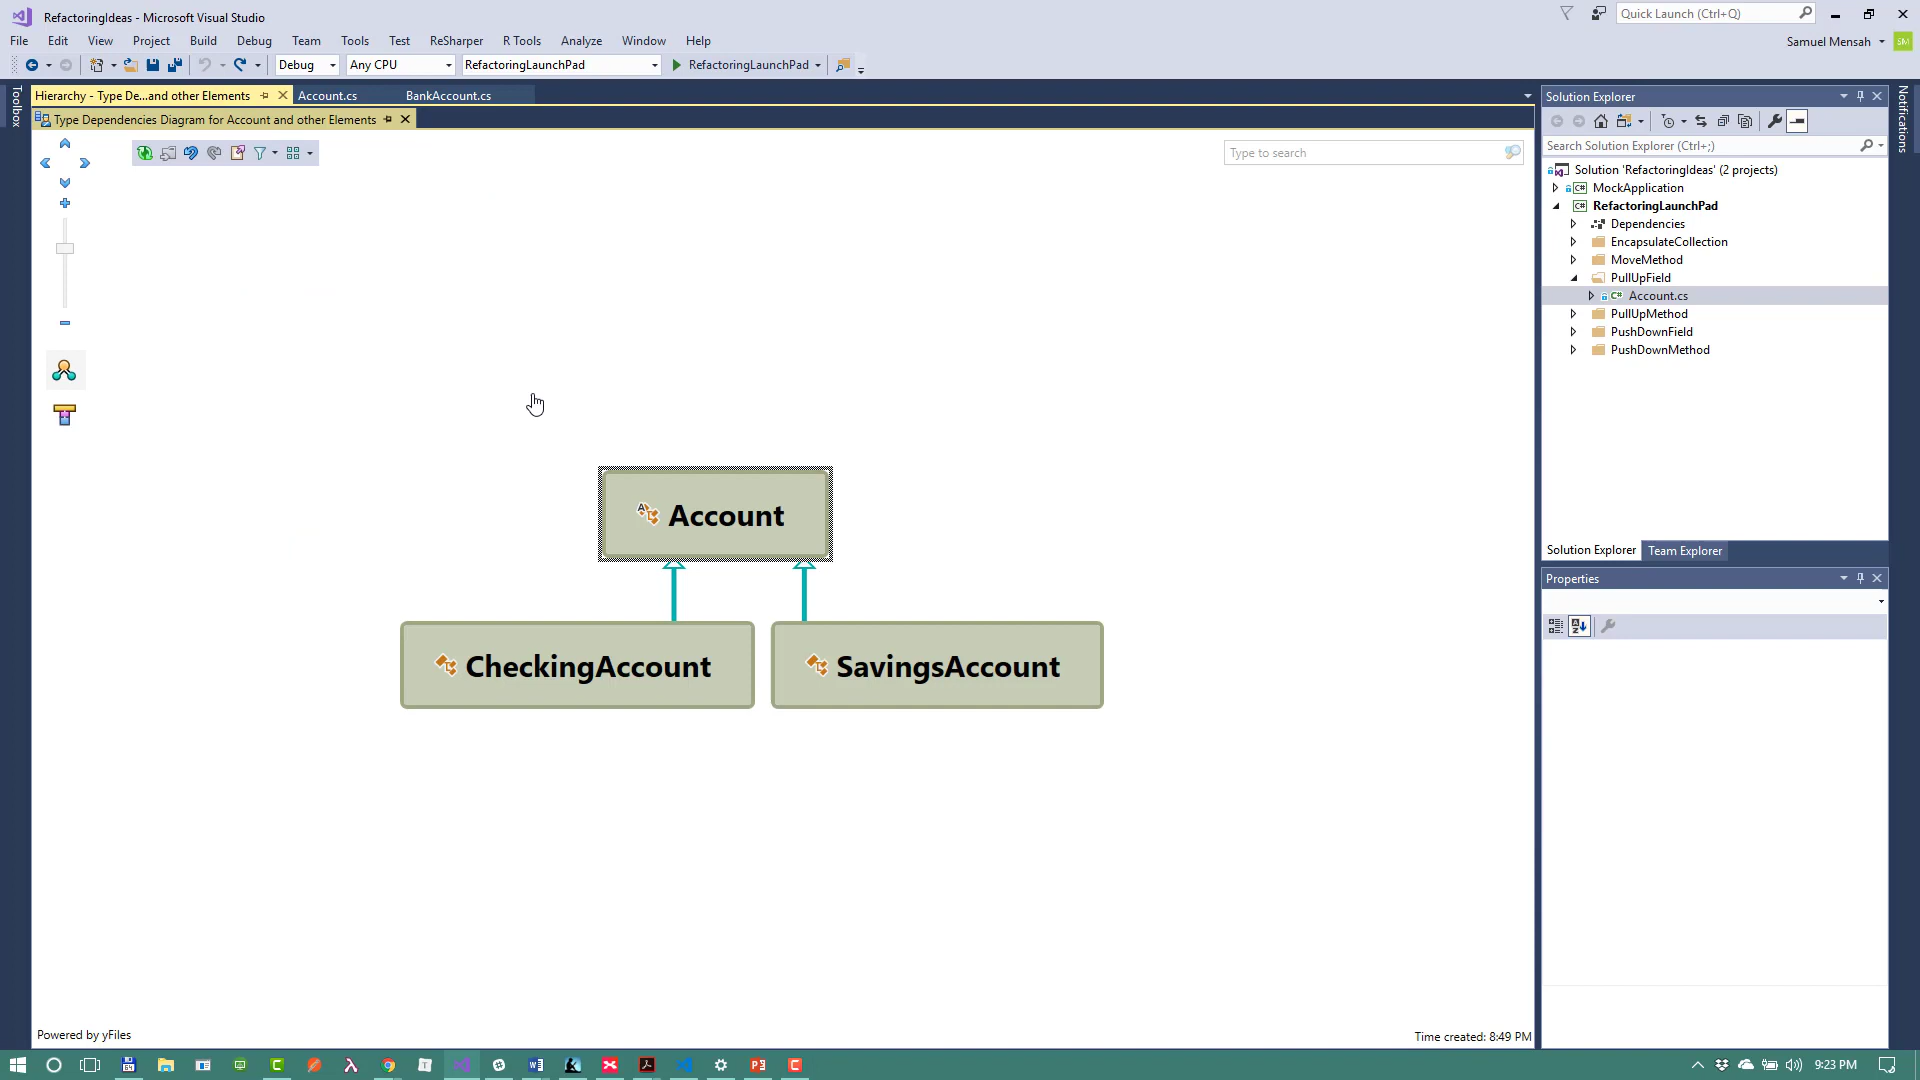 RefactoringIdeas - Microsoft Visual Studio
Quick Launch (Ctrl+Q)
File Edit View Project Build Debug Team Tools Test ReSharper R Tools Analyze Window Help
Samuel Mensah
SM
Debug
Any CPU
RefactoringLaunchPad
RefactoringLaunchPad
Toolbox
Hierarchy - Type De...and other Elements
Account.cs
BankAccount.cs
Type Dependencies Diagram for Account and other Elements
Type to search
Account
CheckingAccount
SavingsAccount
Powered by yFiles
Time created: 8:49 PM
Solution Explorer
Search Solution Explorer (Ctrl+;)
Solution 'RefactoringIdeas' (2 projects)
MockApplication
RefactoringLaunchPad
Dependencies
EncapsulateCollection
MoveMethod
PullUpField
Account.cs
PullUpMethod
PushDownField
PushDownMethod
Solution Explorer
Team Explorer
Properties
Notifications
9:23 PM